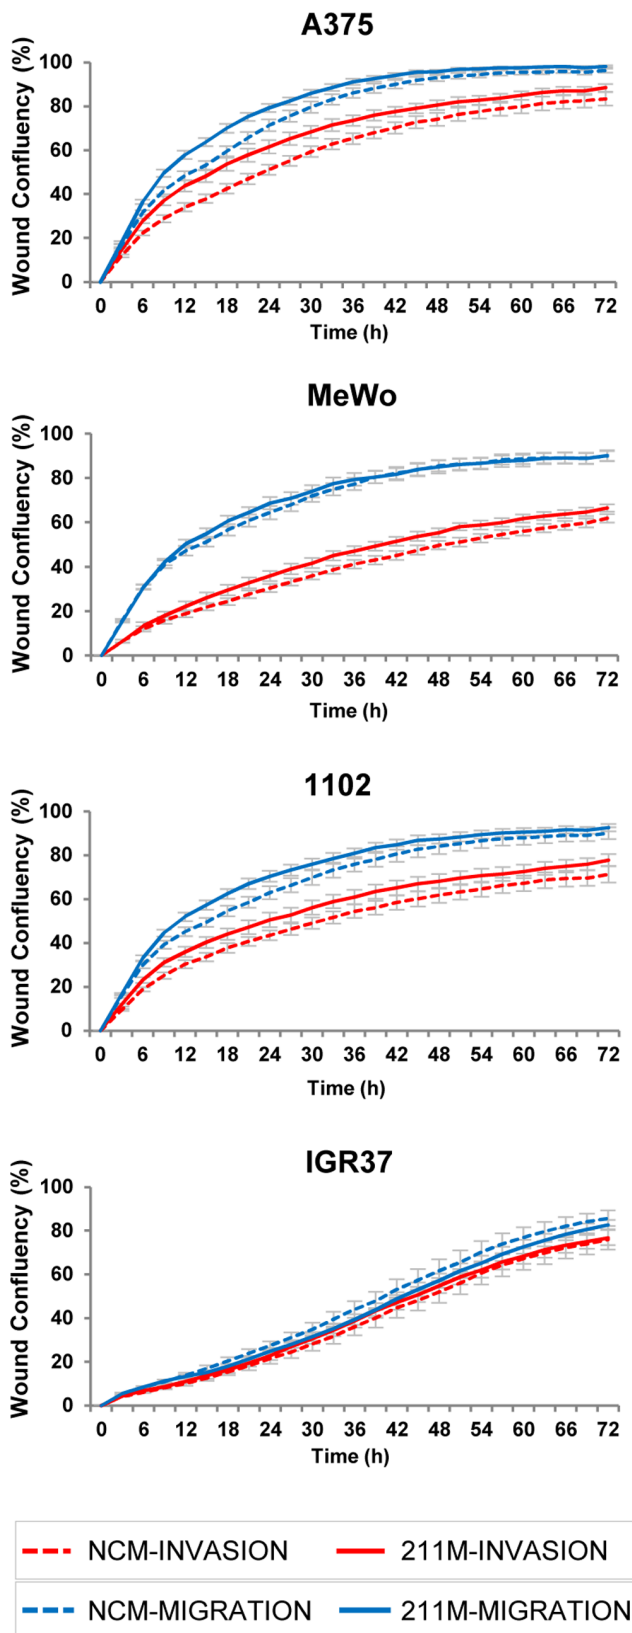 A375
Wound Confluency (%)
100
80
60
40
20
0
0 6 12 18 24 30 36 42 48 54 60 66 72
Time (h)
MeWo
Wound Confluency (%)
100
80
60
40
20
0
0 6 12 18 24 30 36 42 48 54 60 66 72
Time (h)
1102
Wound Confluency (%)
100
80
60
40
20
0
0 6 12 18 24 30 36 42 48 54 60 66 72
Time (h)
IGR37
Wound Confluency (%)
100
80
60
40
20
0
0 6 12 18 24 30 36 42 48 54 60 66 72
Time (h)
NCM-INVASION 211M-INVASION
NCM-MIGRATION 211M-MIGRATION